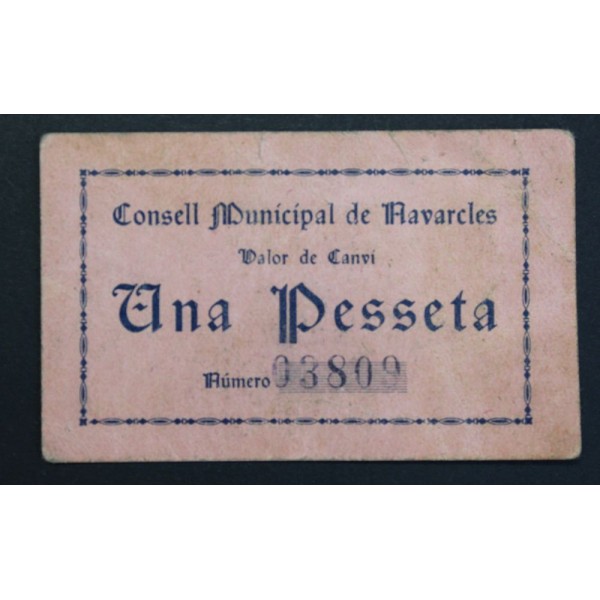 Consell Municipal de Navarcles
Valor de Canvi
Una Pesseta
Número 03809